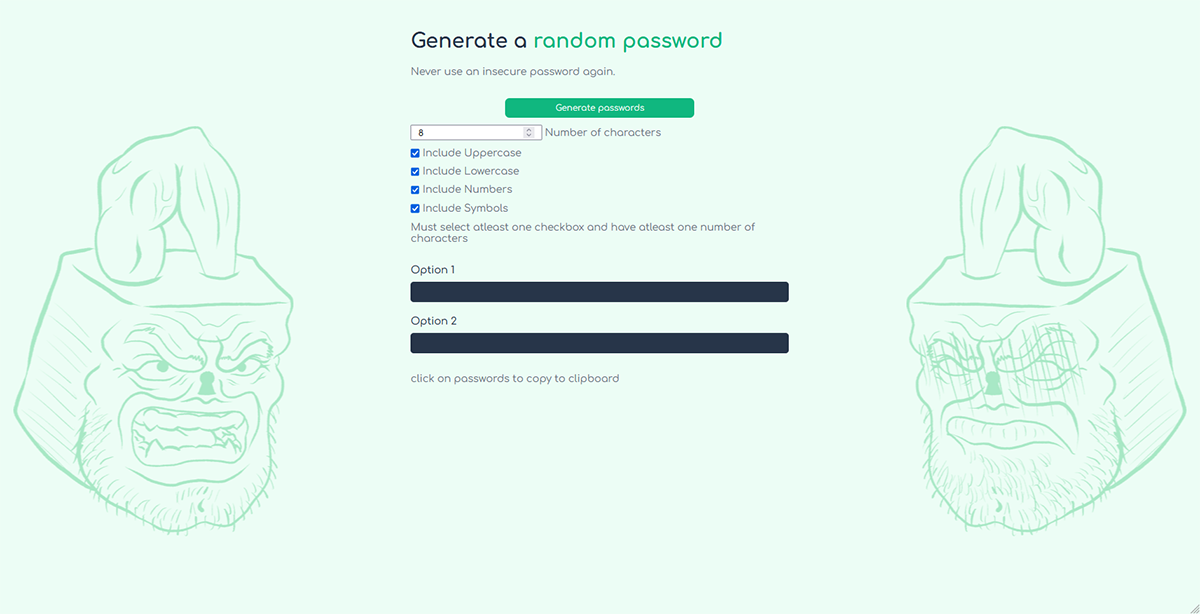 Generate a random password
Never use an insecure password again.
Generate passwords
8 Number of characters
Include Uppercase
Include Lowercase
Include Numbers
Include Symbols
Must select atleast one checkbox and have atleast one number of
characters
Option 1
Option 2
click on passwords to copy to clipboard